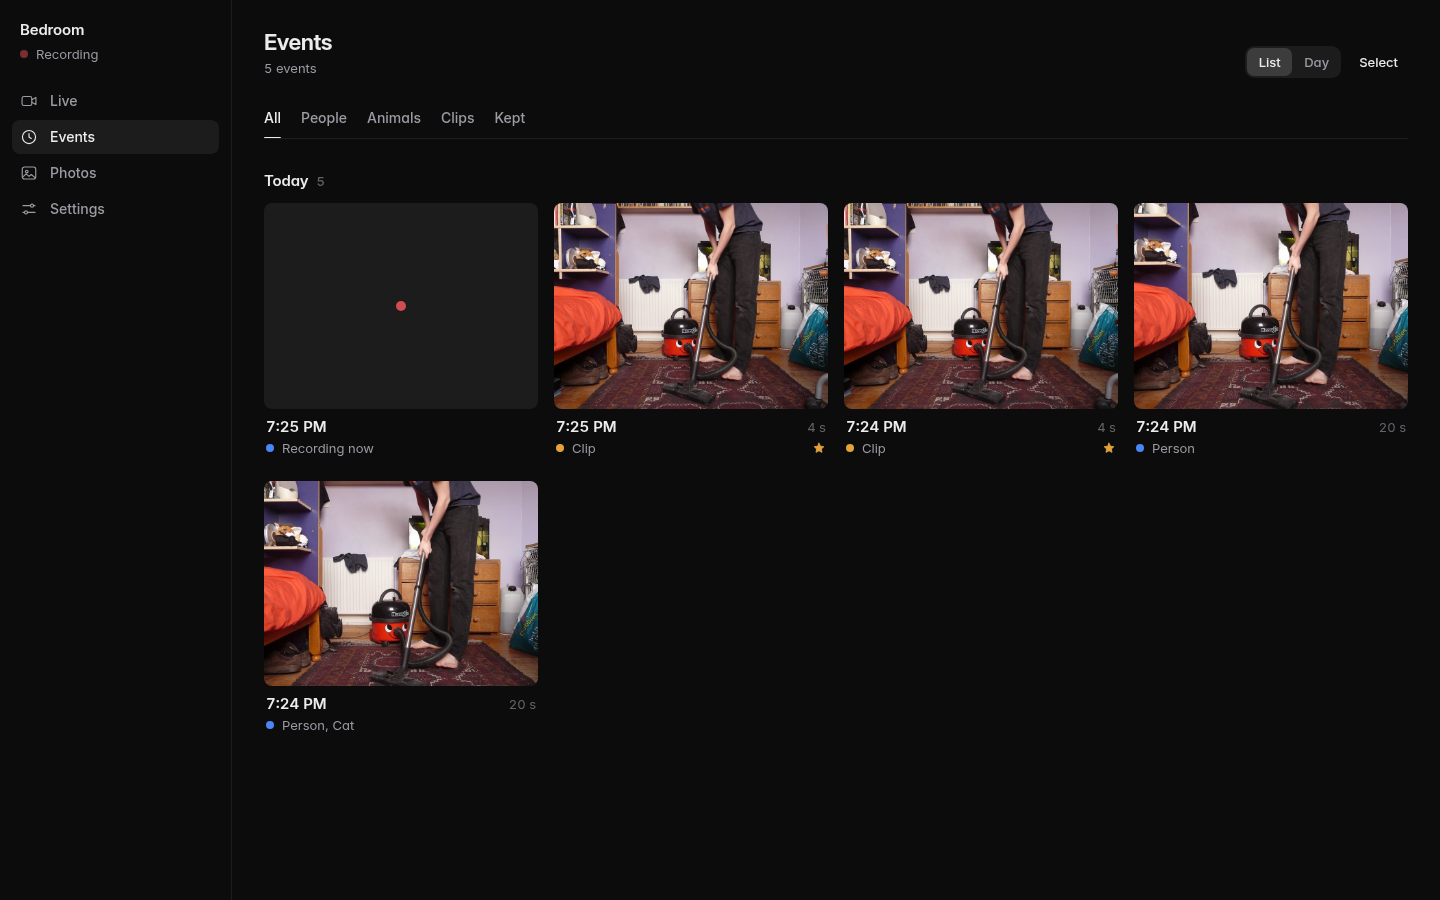 Bedroom
Recording
Live
Events
Photos
Settings
Events
5 events
List Day Select
All People Animals Clips Kept
Today 5
7:25 PM
Recording now
7:25 PM 4 s
Clip
7:24 PM 4 s
Clip
7:24 PM 20 s
Person
7:24 PM 20 s
Person, Cat